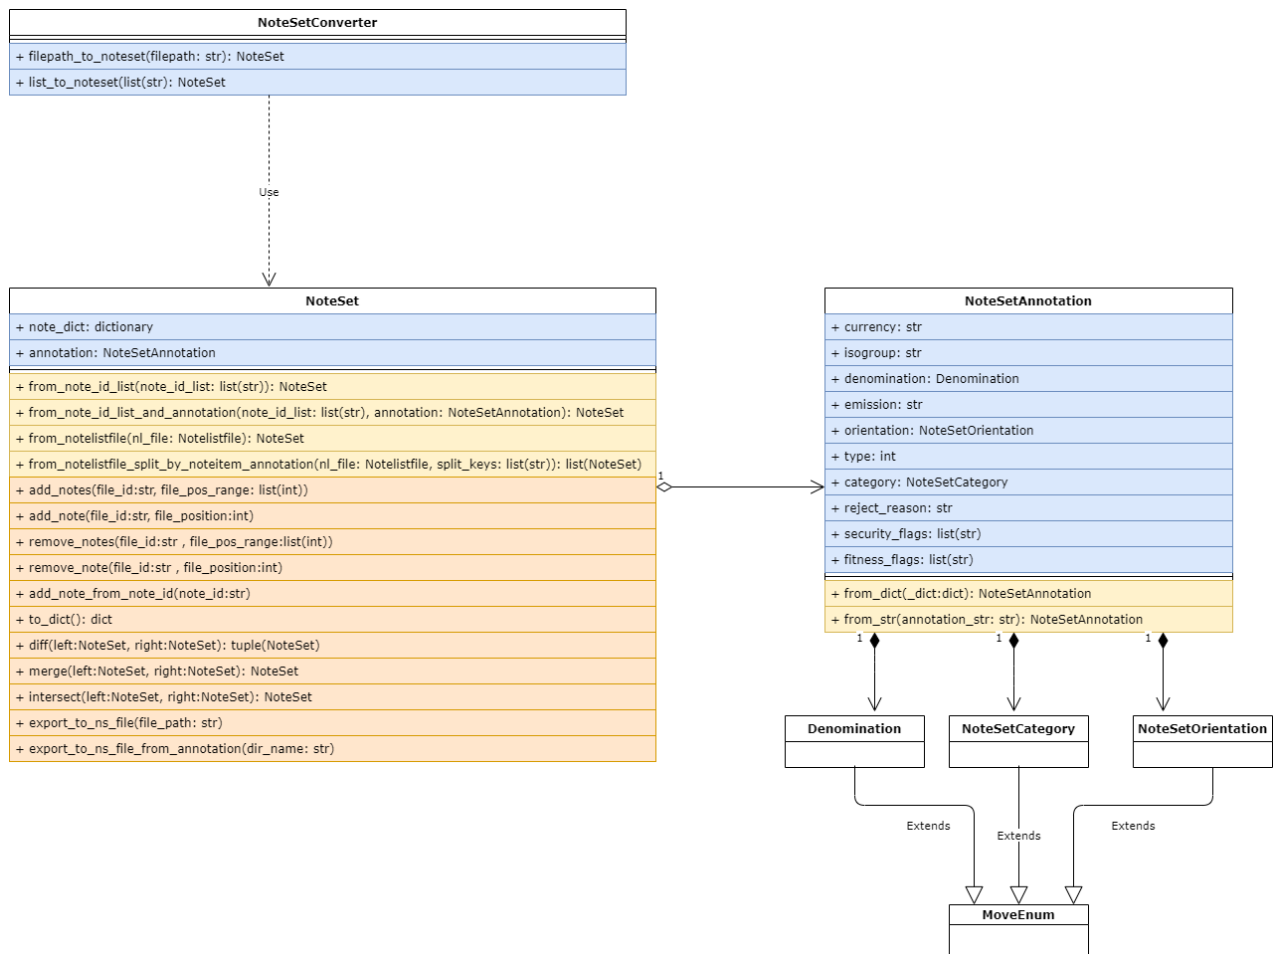 NoteSetConverter
+ filepath_to_noteset(filepath: str): NoteSet
+ list_to_noteset(list(str): NoteSet
Use
NoteSet
+ note_dict: dictionary
+ annotation: NoteSetAnnotation
+ from_note_id_list(note_id_list: list(str)): NoteSet
+ from_note_id_list_and_annotation(note_id_list: list(str), annotation: NoteSetAnnotation): NoteSet
+ from_notelistfile(nl_file: Notelistfile): NoteSet
+ from_notelistfile_split_by_noteitem_annotation(nl_file: Notelistfile, split_keys: list(str)): list(NoteSet)
+ add_notes(file_id:str, file_pos_range: list(int))
+ add_note(file_id:str, file_position:int)
+ remove_notes(file_id:str , file_pos_range:list(int))
+ remove_note(file_id:str , file_position:int)
+ add_note_from_note_id(note_id:str)
+ to_dict(): dict
+ diff(left:NoteSet, right:NoteSet): tuple(NoteSet)
+ merge(left:NoteSet, right:NoteSet): NoteSet
+ intersect(left:NoteSet, right:NoteSet): NoteSet
+ export_to_ns_file(file_path: str)
+ export_to_ns_file_from_annotation(dir_name: str)
1
NoteSetAnnotation
+ currency: str
+ isogroup: str
+ denomination: Denomination
+ emission: str
+ orientation: NoteSetOrientation
+ type: int
+ category: NoteSetCategory
+ reject_reason: str
+ security_flags: list(str)
+ fitness_flags: list(str)
+ from_dict(_dict:dict): NoteSetAnnotation
+ from_str(annotation_str: str): NoteSetAnnotation
1
1
1
Denomination
NoteSetCategory
NoteSetOrientation
Extends
Extends
Extends
MoveEnum